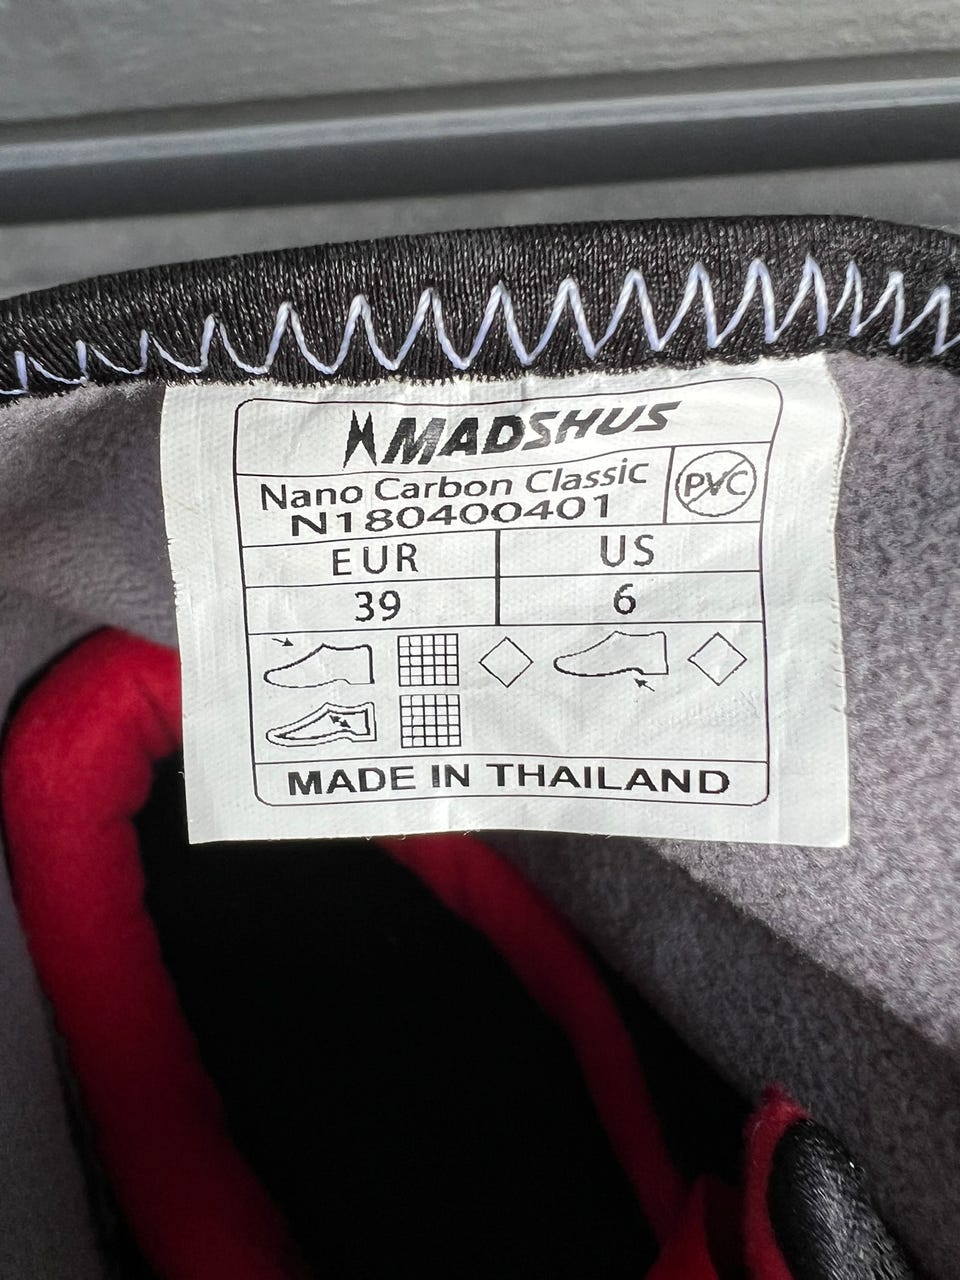 MADSHUS
Nano Carbon Classic
N180400401
PVC
EUR
US
39
6
MADE IN THAILAND